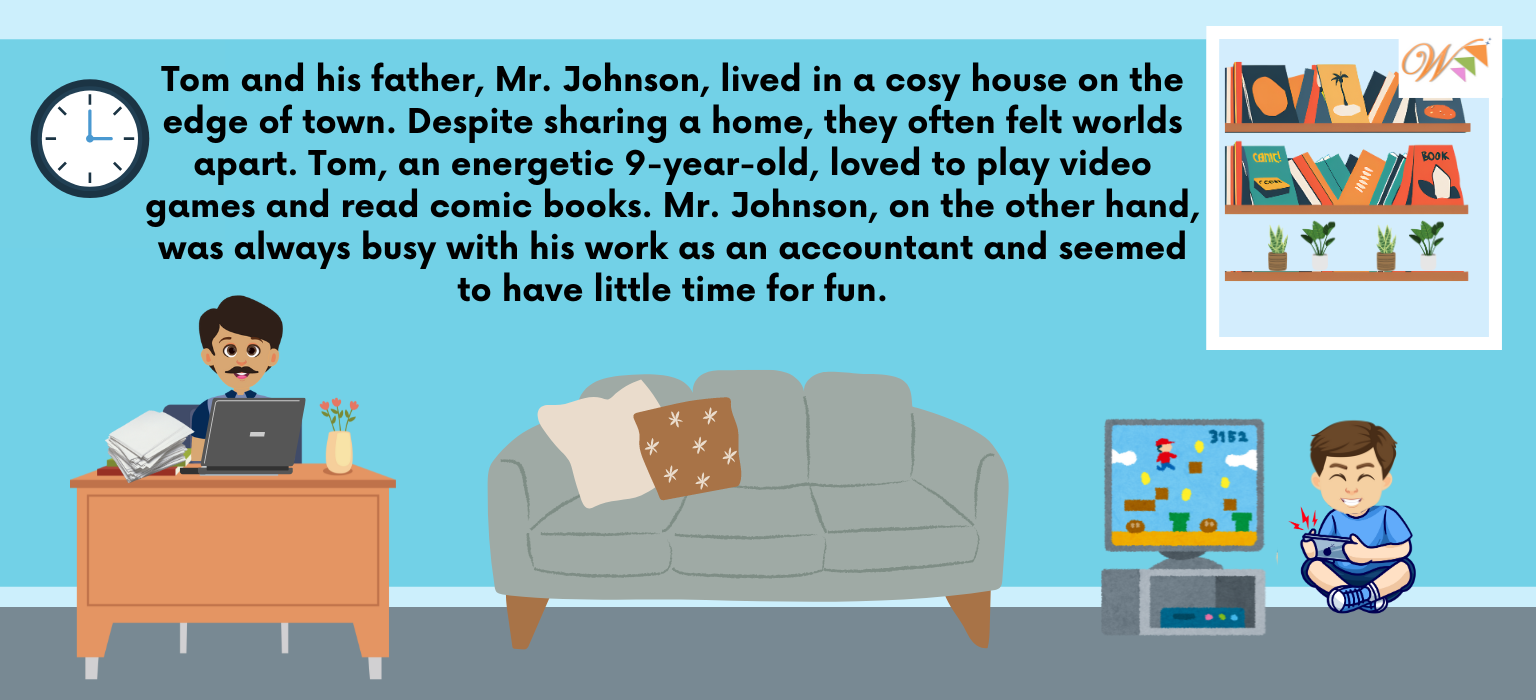 Tom and his father, Mr. Johnson, lived in a cosy house on the
edge of town. Despite sharing a home, they often felt worlds
apart. Tom, an energetic 9-year-old, loved to play video
games and read comic books. Mr. Johnson, on the other hand,
was always busy with his work as an accountant and seemed
to have little time for fun.
W
BOOK
3152